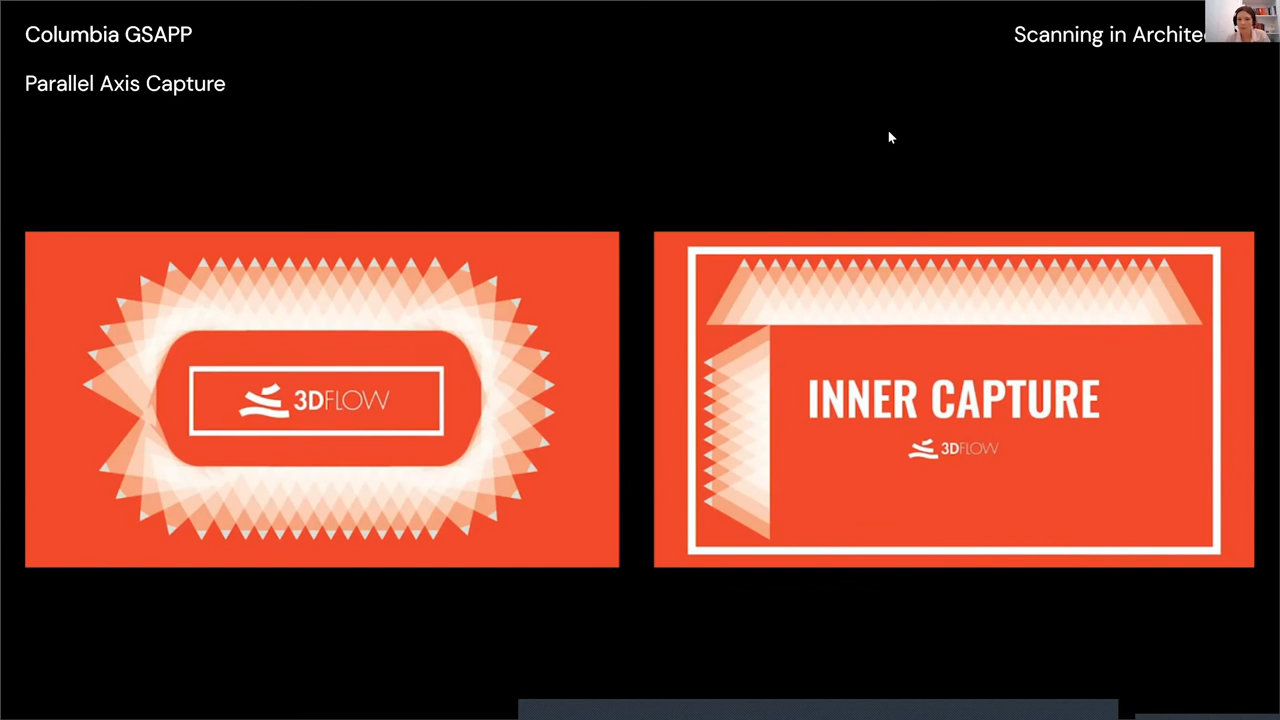 Columbia GSAPP
Scanning in Archite
Parallel Axis Capture
3DFLOW
INNER CAPTURE
3DFLOW